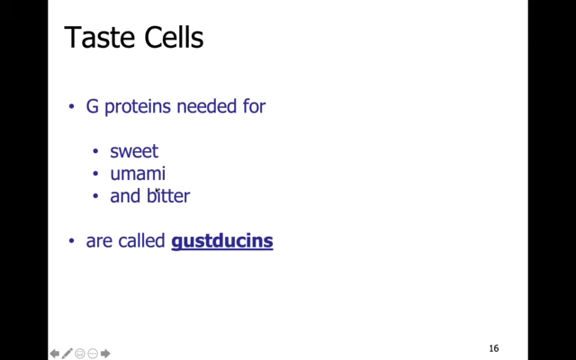 Taste Cells
• G proteins needed for
• sweet
• umami
• and bitter
• are called gustducins
16